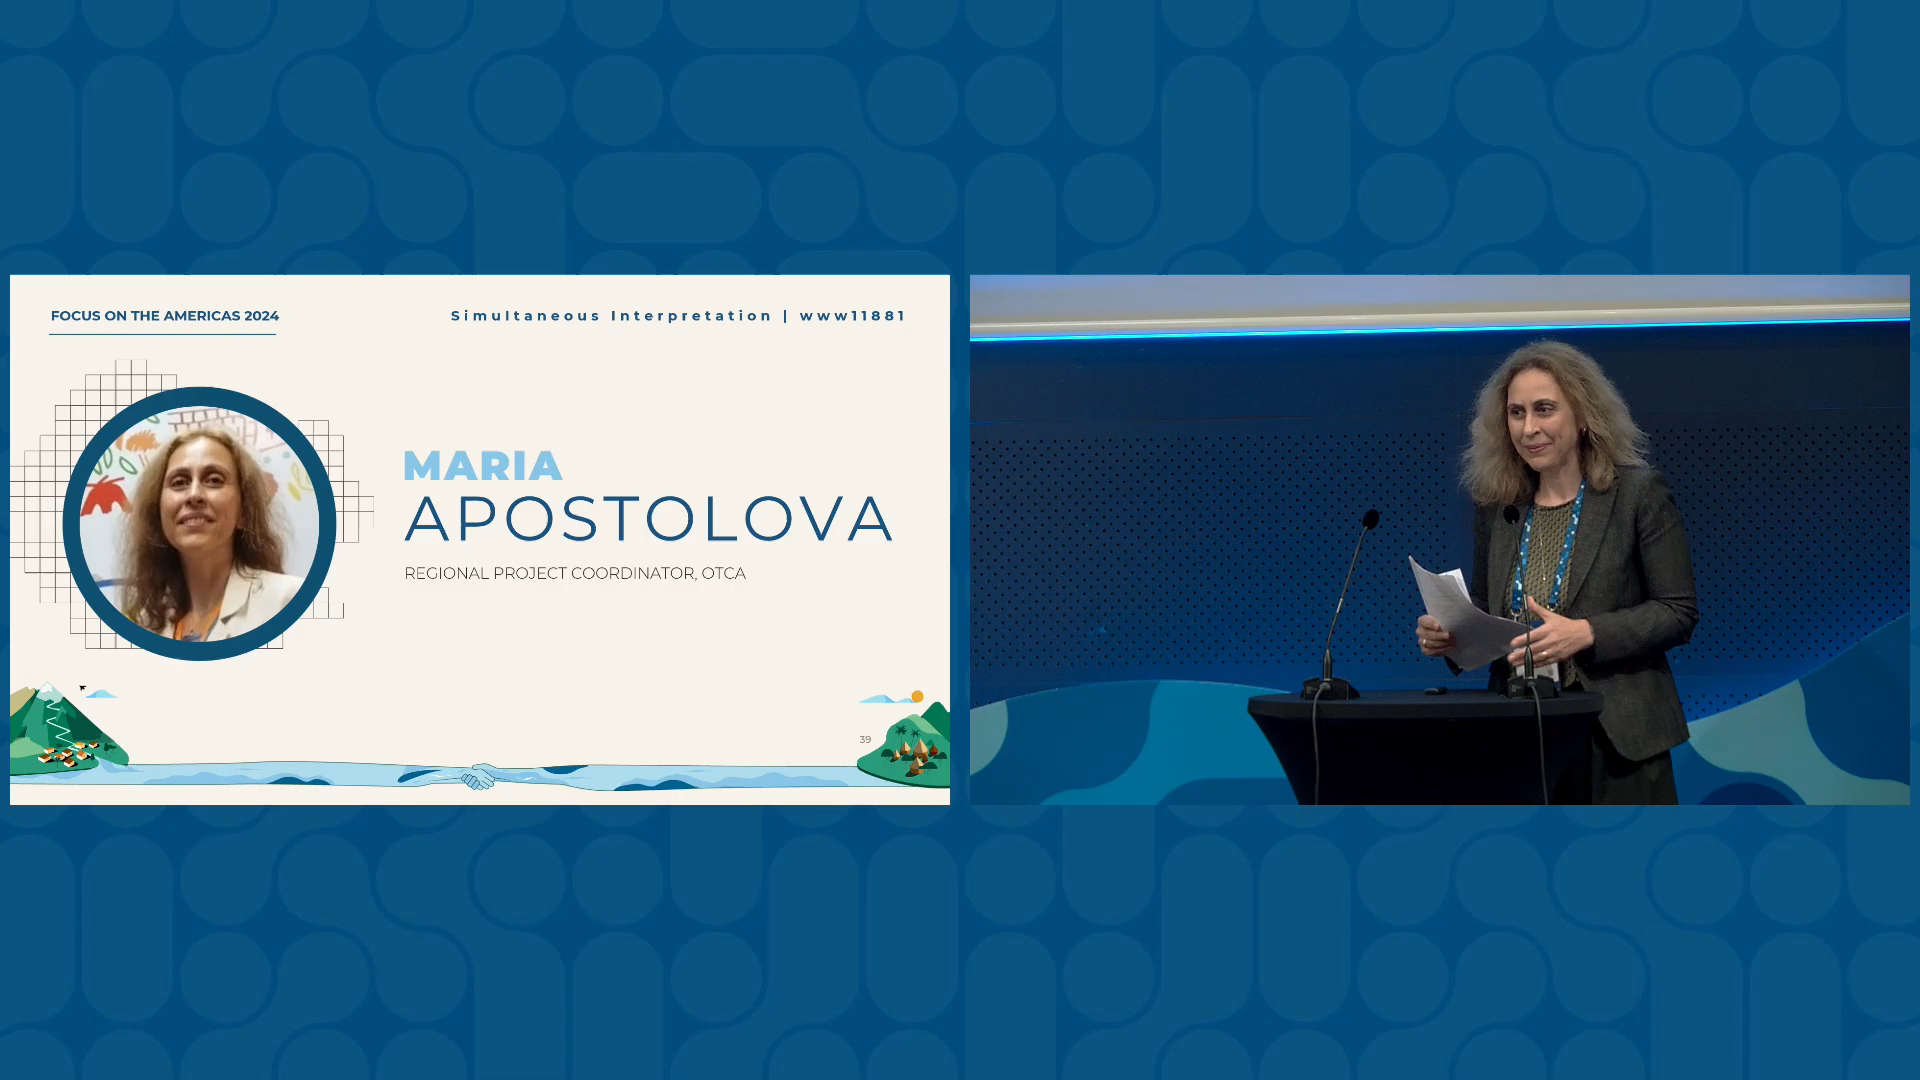 FOCUS ON THE AMERICAS 2024
Simultaneous Interpretation | www11881
MARIA
APOSTOLOVA
REGIONAL PROJECT COORDINATOR, OTCA
39